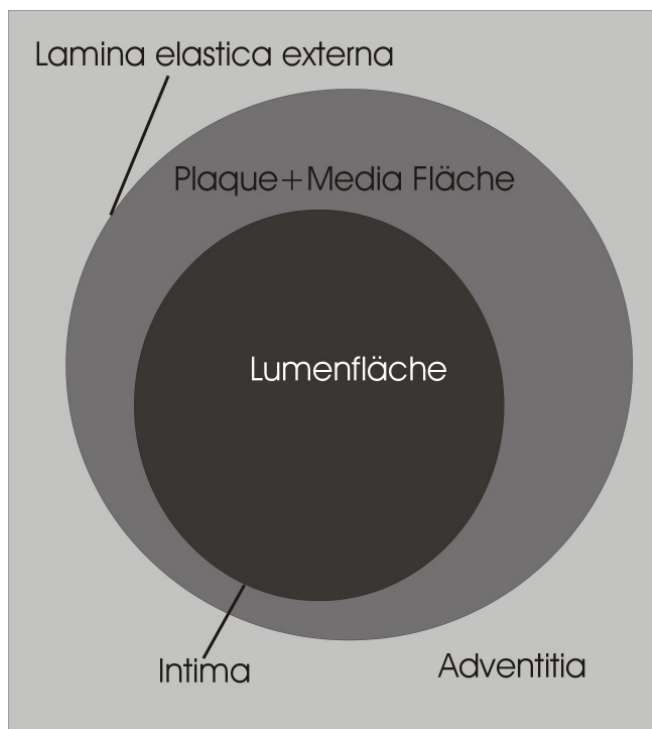 Lamina elastica externa
Plaque+Media Fläche
Lumenfläche
Intima
Adventitia